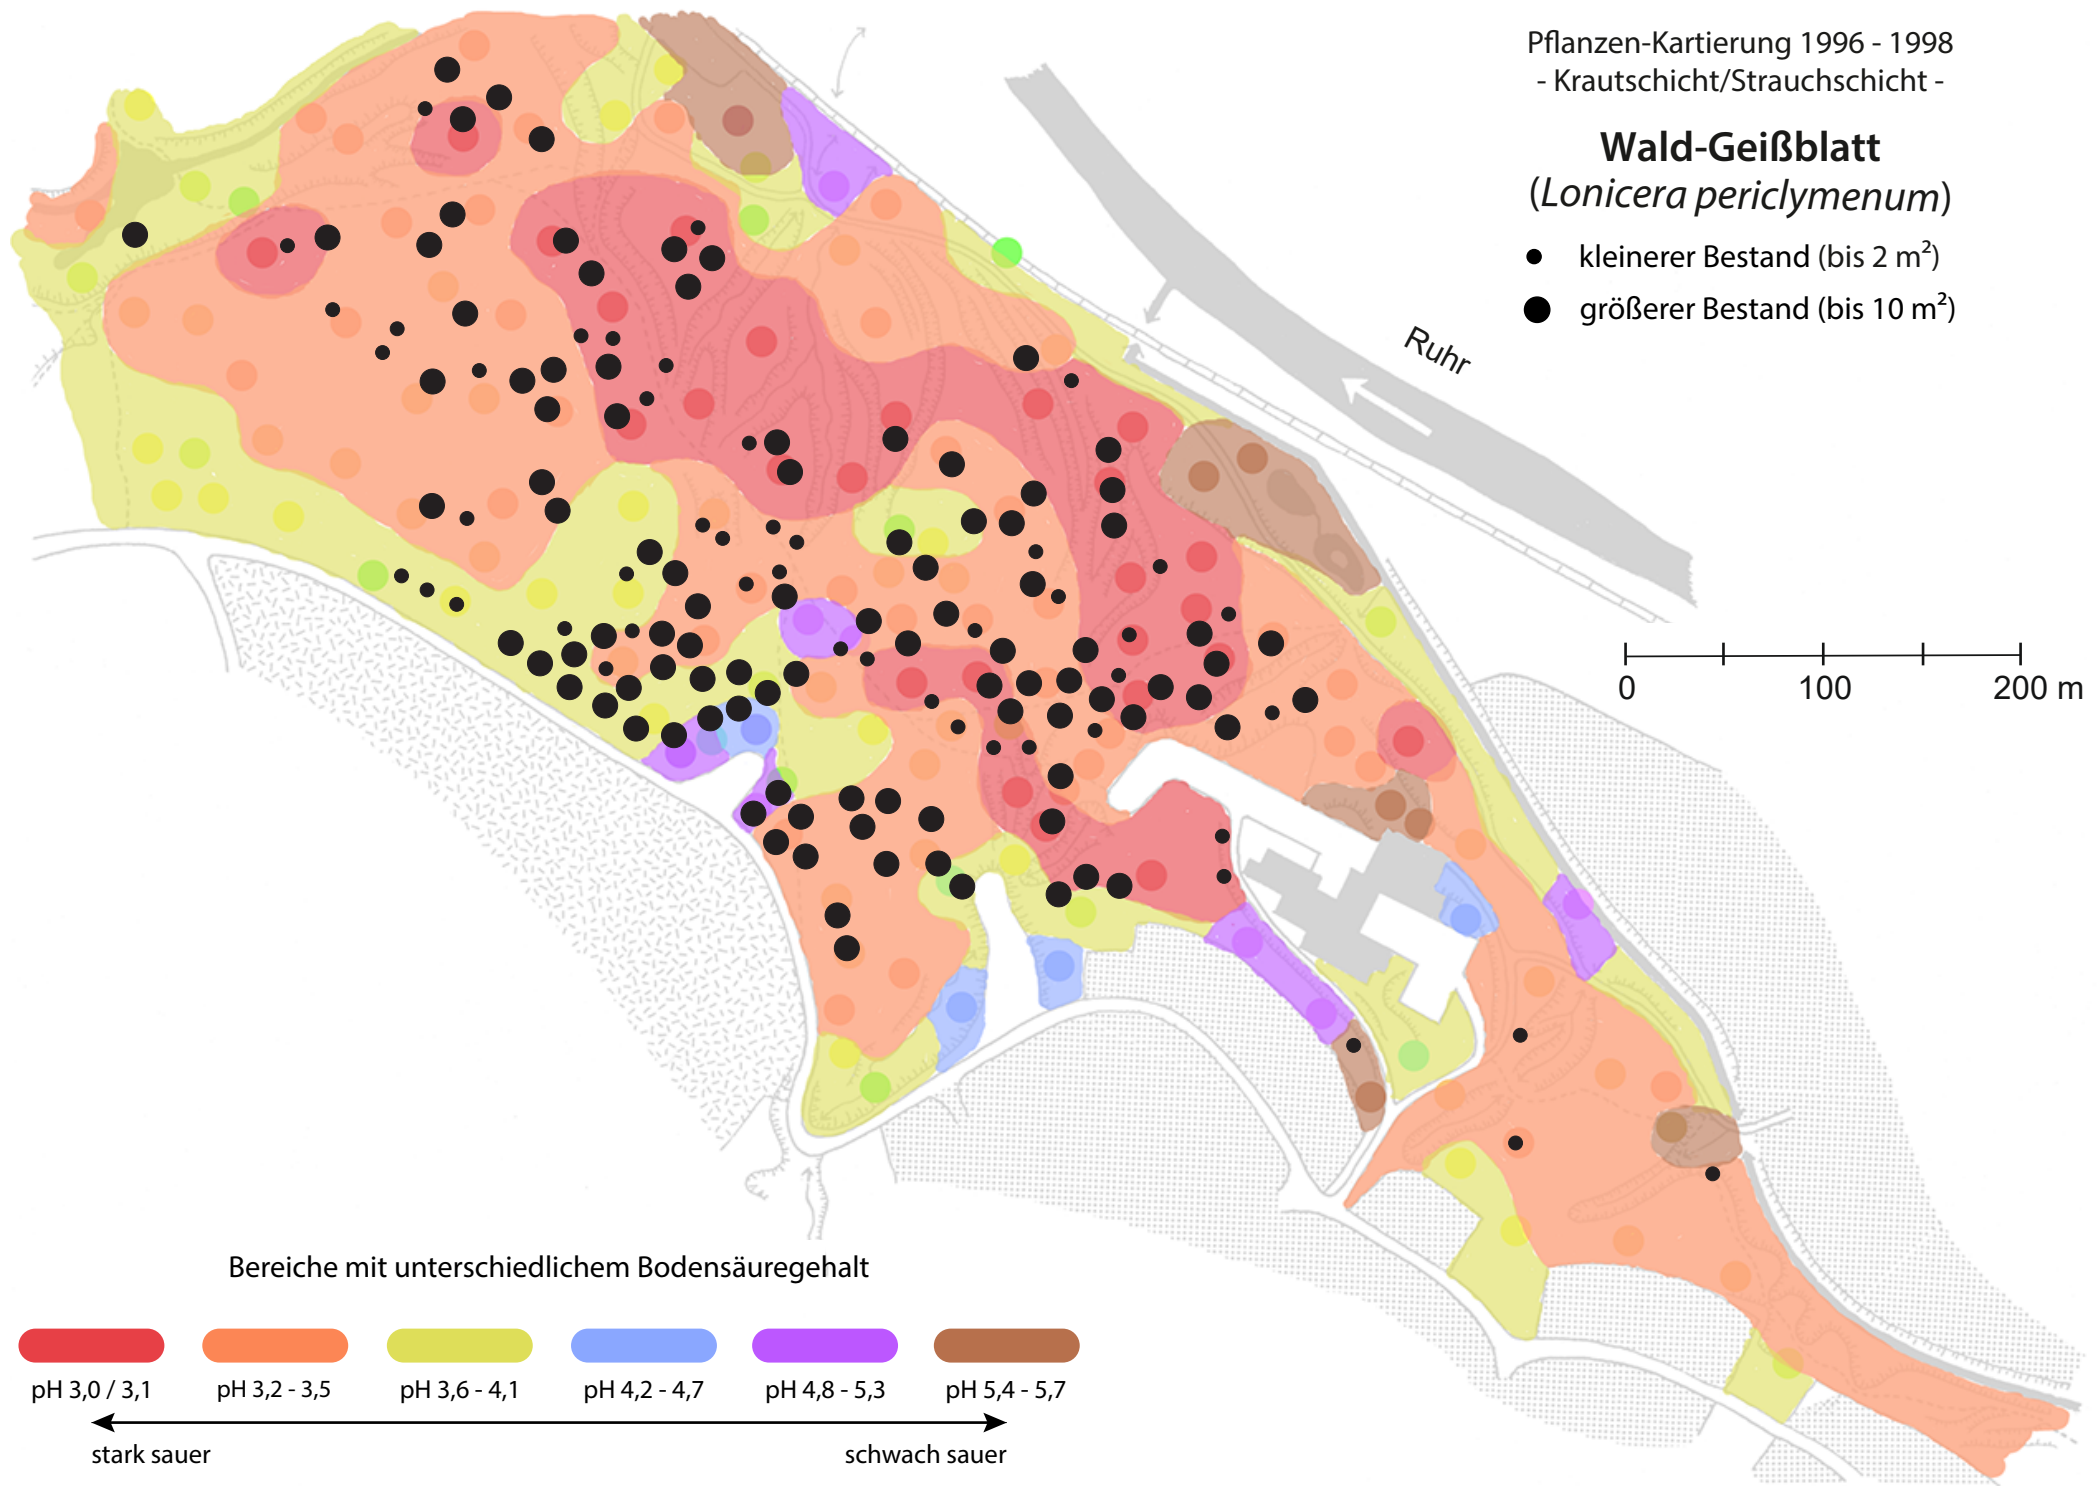 Pflanzen-Kartierung 1996 - 1998
- Krautschicht/Strauchschicht -
Wald-Geißblatt
(Lonicera periclymenum)
kleinerer Bestand (bis 2 m²)
größerer Bestand (bis 10 m²)
Ruhr
0 100 200 m
Bereiche mit unterschiedlichem Bodensäuregehalt
pH 3,0 / 3,1 pH 3,2 - 3,5 pH 3,6 - 4,1 pH 4,2 - 4,7 pH 4,8 - 5,3 pH 5,4 - 5,7
stark sauer schwach sauer